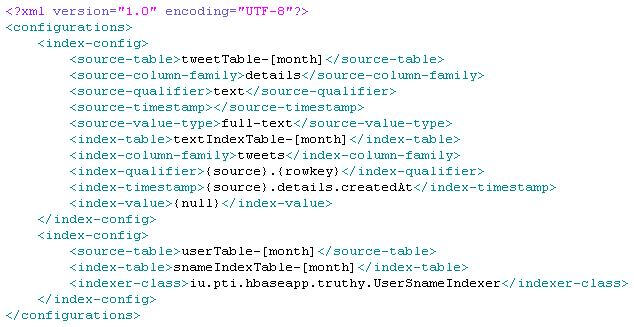 <?xml version="1.0" encoding="UTF-8"?>
<configurations>
    <index-config>
        <source-table>tweetTable-[month]</source-table>
        <source-column-family>details</source-column-family>
        <source-qualifier>text</source-qualifier>
        <source-timestamp></source-timestamp>
        <source-value-type>full-text</source-value-type>
        <index-table>textIndexTable-[month]</index-table>
        <index-column-family>tweets</index-column-family>
        <index-qualifier>{source}.{rowkey}</index-qualifier>
        <index-timestamp>{source}.details.createdAt</index-timestamp>
        <index-value>{null}</index-value>
    </index-config>
    <index-config>
        <source-table>userTable-[month]</source-table>
        <index-table>snameIndexTable-[month]</index-table>
        <indexer-class>iu.pti.hbaseapp.truthy.UserSnameIndexer</indexer-class>
    </index-config>
</configurations>